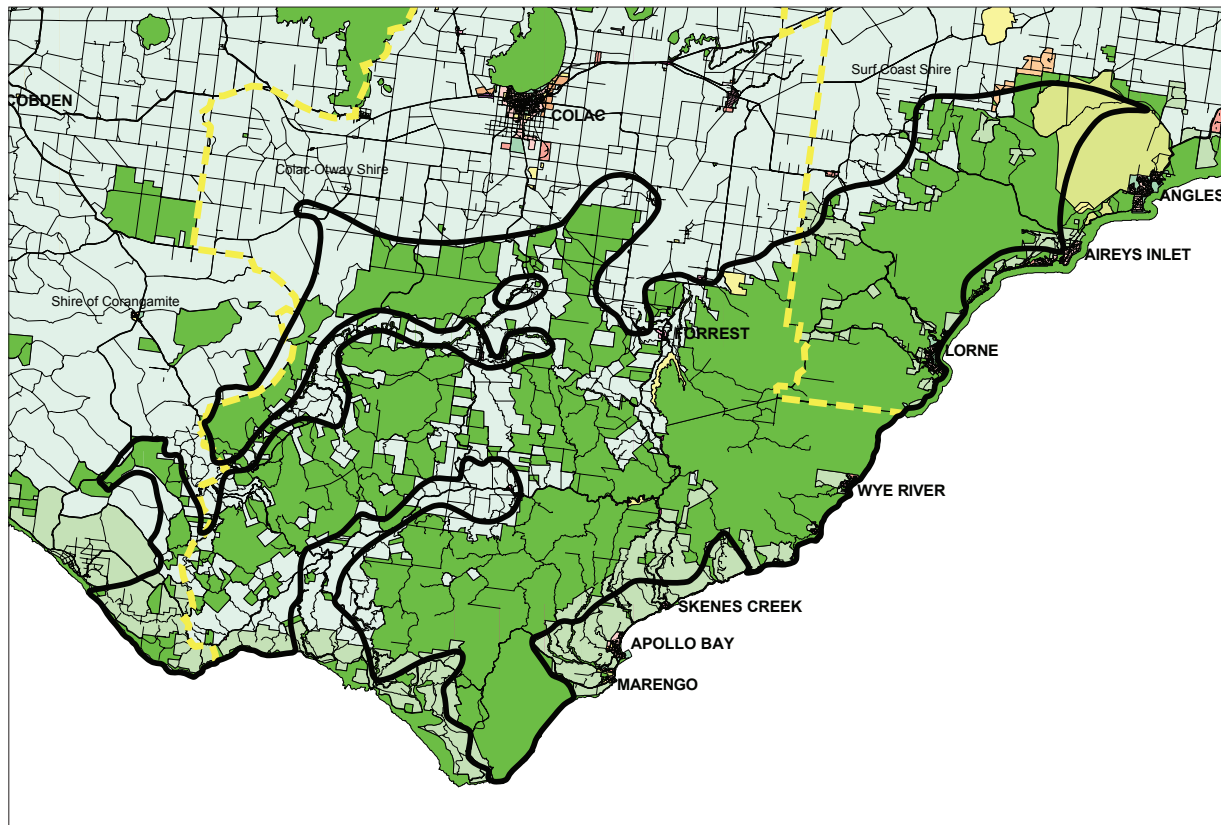 Surf Coast Shire
COBDEN
COLAC
Colac-Otway Shire
ANGLES
AIREYS INLET
Shire of Corangamite
FORREST
LORNE
WYE RIVER
SKENES CREEK
APOLLO BAY
MARENGO